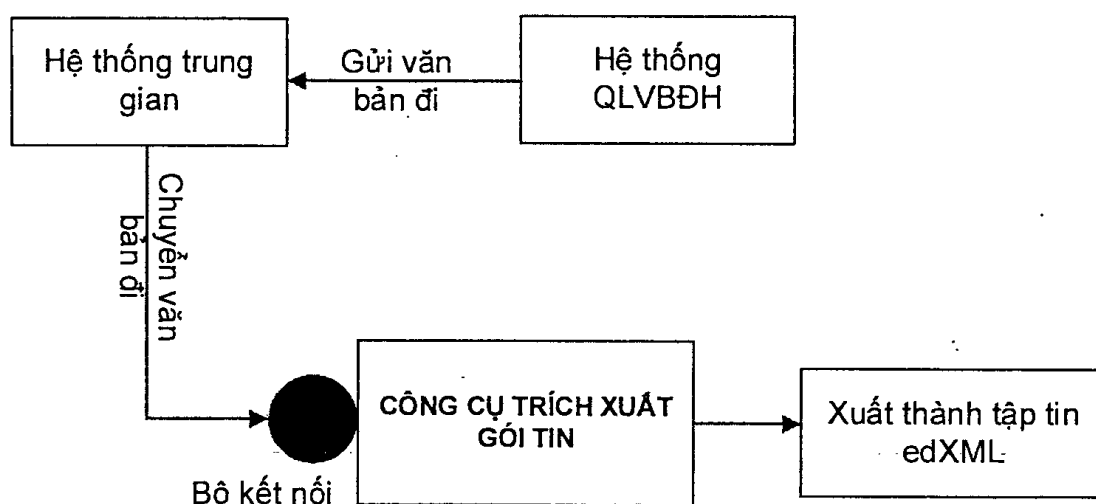 Hệ thống trung
gian
Gửi văn
bản đi
Hệ thống
QLVBĐH
Chuyển văn
bản đi
Bộ kết nối
CÔNG CỤ TRÍCH XUẤT
GÓI TIN
Xuất thành tập tin
edXML